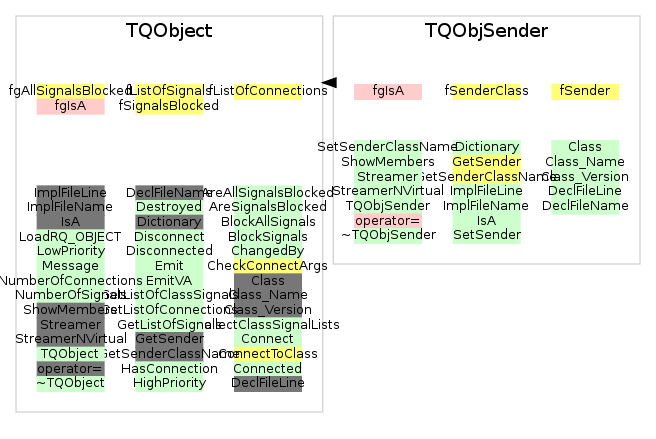 TQObject
fgAllSignalsBlocked fListOfSignals fListOfConnections
fgIsA fSignalsBlocked
ImplFileLine DeclFileName AreAllSignalsBlocked
ImplFileName Destroyed AreSignalsBlocked
IsA Dictionary BlockAllSignals
LoadRQ_OBJECT Disconnect BlockSignals
LowPriority Disconnected ChangedBy
Message Emit CheckConnectArgs
NumberOfConnections EmitVA Class
NumberOfSignals GetListOfClassSignals Class_Name
ShowMembers GetListOfConnections Class_Version
Streamer GetListOfSignals CollectClassSignalLists
StreamerNVirtual GetSender Connect
TQObject GetSenderClassName ConnectToClass
operator= HasConnection Connected
~TQObject HighPriority DeclFileLine
TQObjSender
fgIsA fSenderClass fSender
SetSenderClassName Dictionary Class
ShowMembers GetSender Class_Name
Streamer GetSenderClassName Class_Version
StreamerNVirtual ImplFileLine DeclFileLine
TQObjSender ImplFileName DeclFileName
operator= IsA
~TQObjSender SetSender